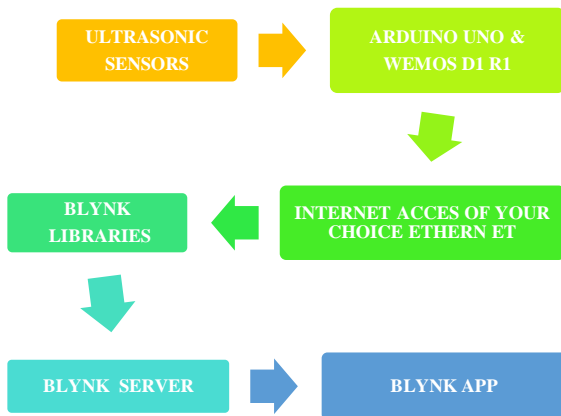 ULTRASONIC
SENSORS
ARDUINO UNO &
WEMOS D1 R1
INTERNET ACCES OF YOUR
CHOICE ETHERN ET
BLYNK
LIBRARIES
BLYNK SERVER
BLYNK APP